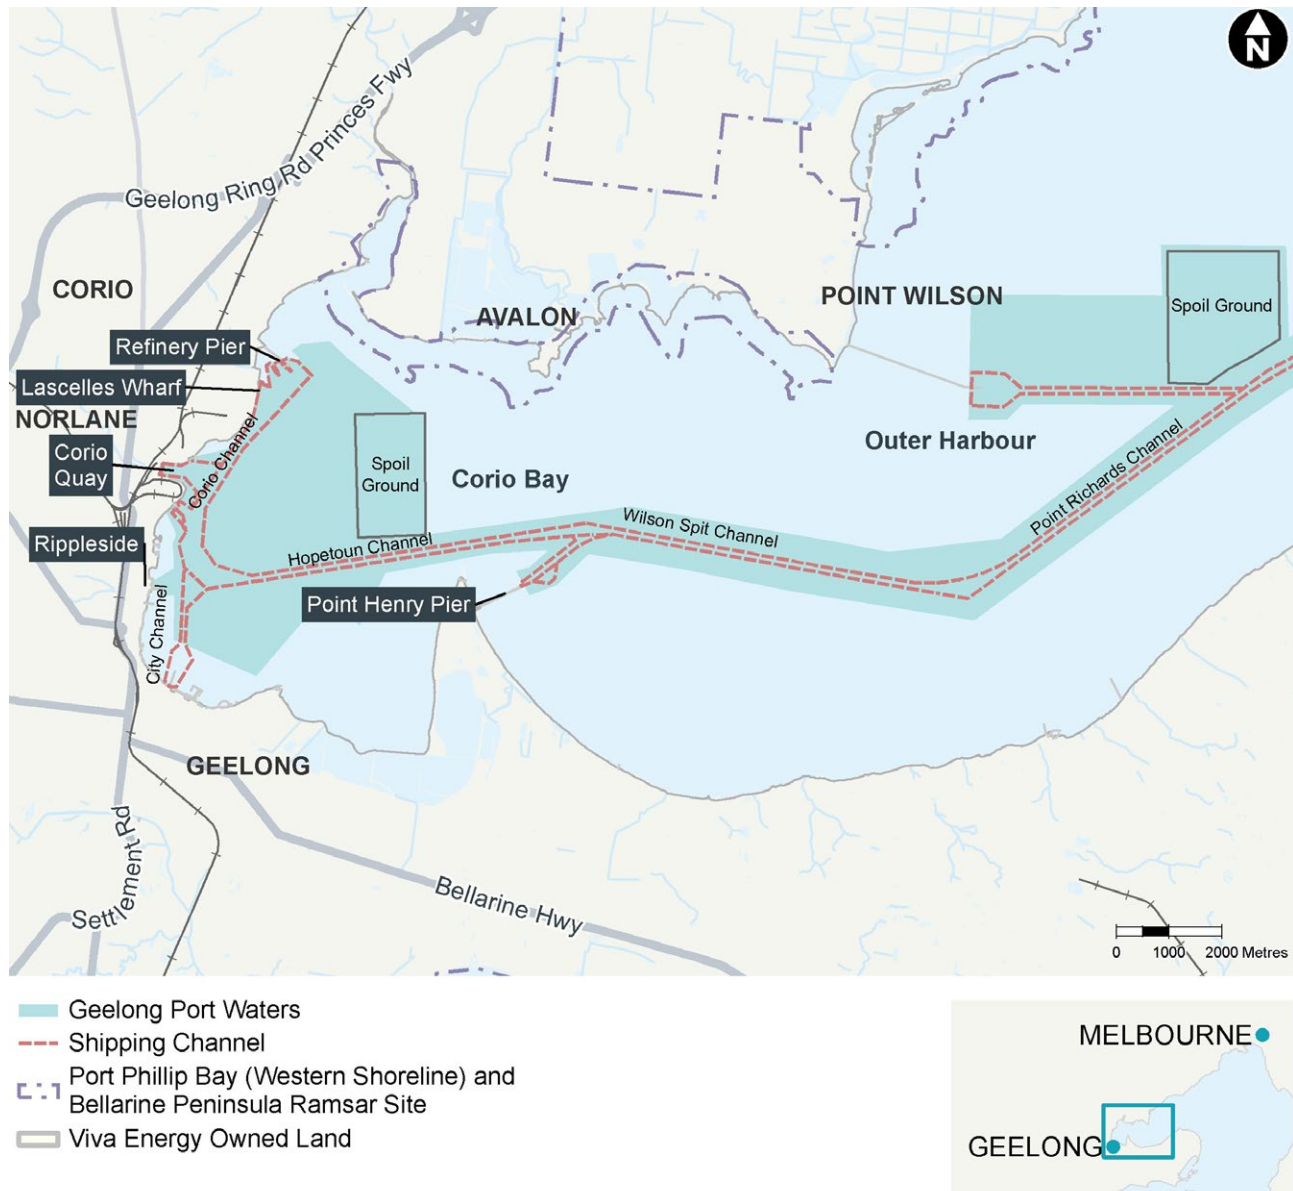 N
Geelong Ring Rd Princes Fwy
CORIO
AVALON
POINT WILSON
Spoil Ground
Refinery Pier
Lascelles Wharf
NORLANE
Corio Channel
Outer Harbour
Corio
Quay
Spoil
Ground
Corio Bay
Point Richards Channel
Wilson Spit Channel
Rippleside
Hopetoun Channel
Point Henry Pier
City Channel
GEELONG
Settlement Rd
Bellarine Hwy
0 1000 2000 Metres
Geelong Port Waters
Shipping Channel
Port Phillip Bay (Western Shoreline) and
Bellarine Peninsula Ramsar Site
Viva Energy Owned Land
MELBOURNE
GEELONG